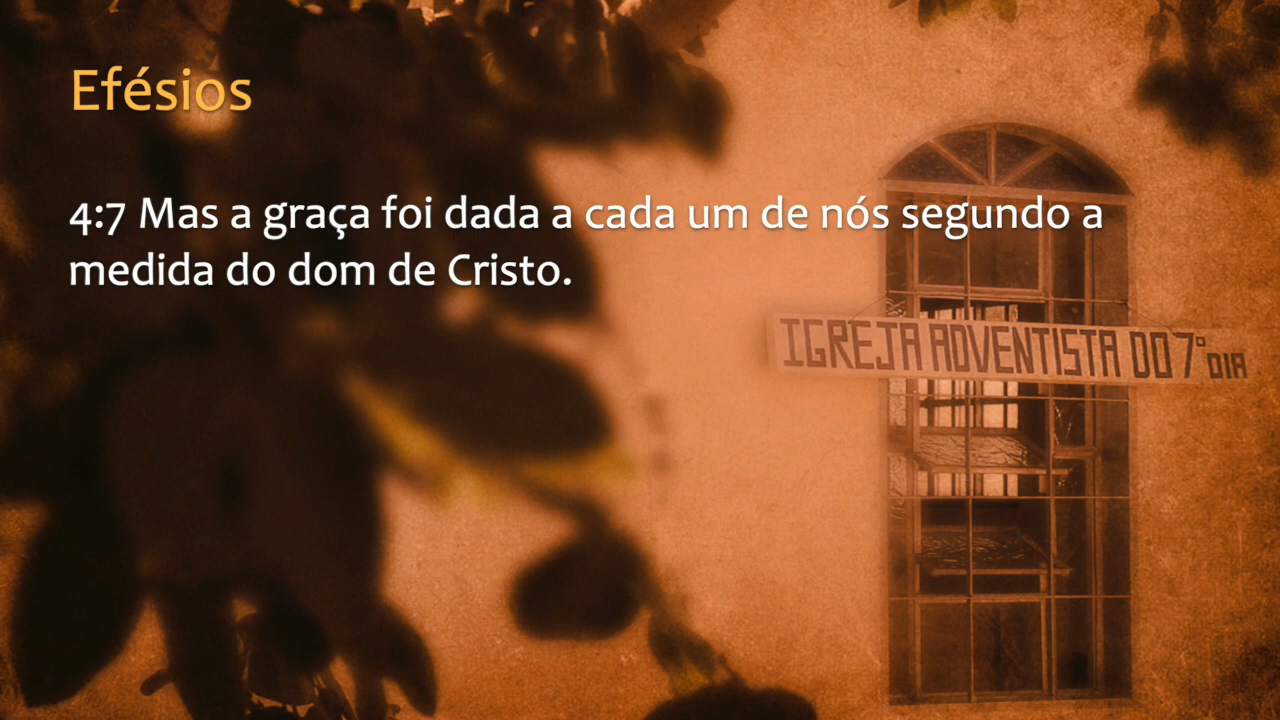 Efésios
4:7 Mas a graça foi dada a cada um de nós segundo a
medida do dom de Cristo.
IGREJA ADVENTISTA DO 7° DIA